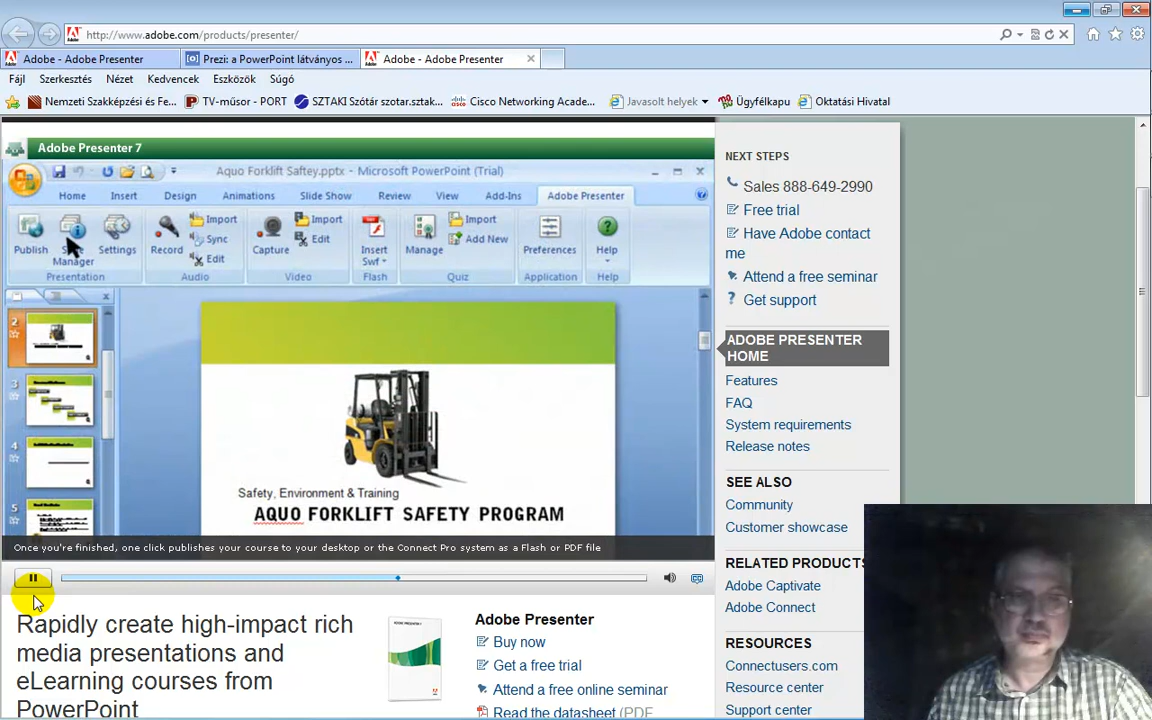 http://www.adobe.com/products/presenter/
Adobe - Adobe Presenter
Prezi: a PowerPoint látványos ...
Adobe - Adobe Presenter
Fájl Szerkesztés Nézet Kedvencek Eszközök Súgó
Nemzeti Szakképzési és Fe... TV-műsor - PORT SZTAKI Szótár szotar.sztak... Cisco Networking Acade... Javasolt helyek Ügyfélkapu Oktatási Hivatal
Adobe Presenter 7
Aquo Forklift Saftey.pptx - Microsoft PowerPoint (Trial)
Home Insert Design Animations Slide Show Review View Add-Ins Adobe Presenter
Import Import Import
Sync Edit Add New
Publish Settings Record Edit Capture Insert Swf Manage Preferences Help
Manager
Presentation Audio Video Flash Quiz Application Help
2
3
4
5
Safety, Environment & Training
AQUO FORKLIFT SAFETY PROGRAM
Once you're finished, one click publishes your course to your desktop or the Connect Pro system as a Flash or PDF file
Rapidly create high-impact rich
media presentations and
eLearning courses from
PowerPoint
Adobe Presenter
Buy now
Get a free trial
Attend a free online seminar
Read the datasheet (PDF
NEXT STEPS
Sales 888-649-2990
Free trial
Have Adobe contact
me
Attend a free seminar
Get support
ADOBE PRESENTER
HOME
Features
FAQ
System requirements
Release notes
SEE ALSO
Community
Customer showcase
RELATED PRODUCTS
Adobe Captivate
Adobe Connect
RESOURCES
Connectusers.com
Resource center
Support center